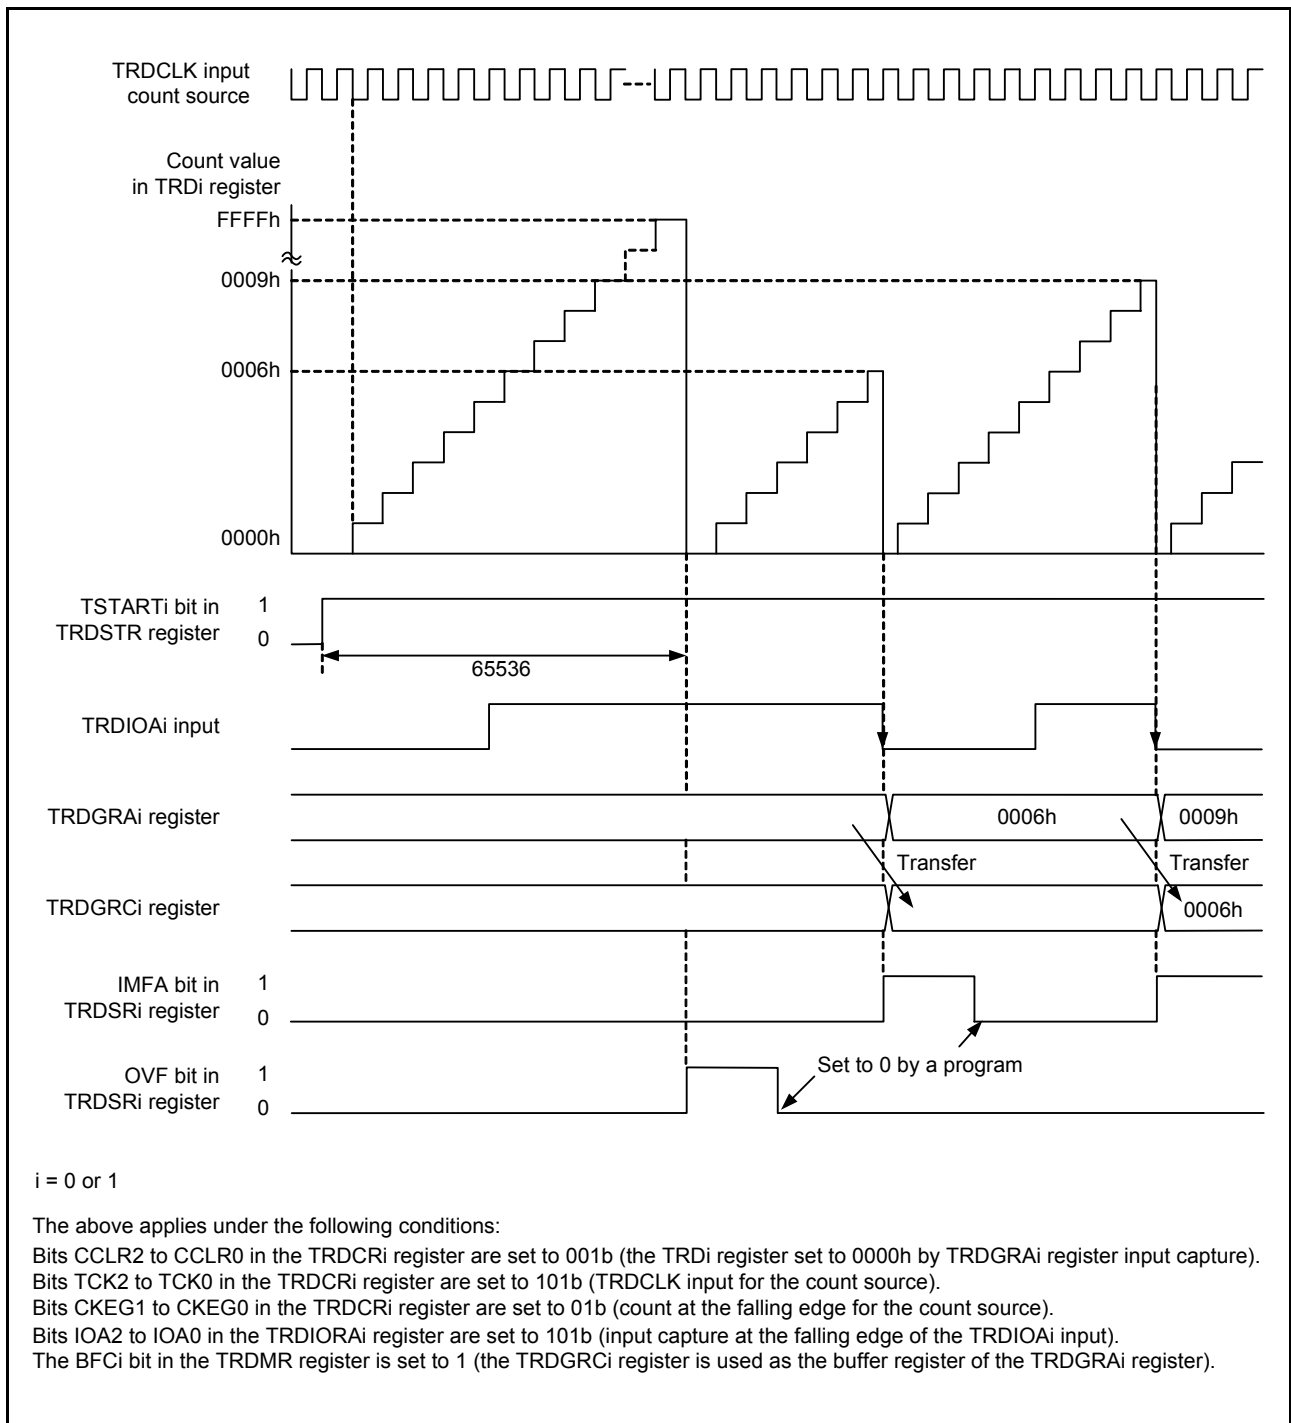 TRDCLK input
count source
Count value
in TRDi register
FFFFh
0009h
0006h
0000h
TSTARTi bit in
TRDSTR register
1
0
65536
TRDIOAi input
TRDGRAi register
0006h
0009h
Transfer
Transfer
TRDGRCi register
0006h
IMFA bit in
TRDSRi register
1
0
Set to 0 by a program
OVF bit in
TRDSRi register
1
0
i = 0 or 1
The above applies under the following conditions:
Bits CCLR2 to CCLR0 in the TRDCRi register are set to 001b (the TRDi register set to 0000h by TRDGRAi register input capture).
Bits TCK2 to TCK0 in the TRDCRi register are set to 101b (TRDCLK input for the count source).
Bits CKEG1 to CKEG0 in the TRDCRi register are set to 01b (count at the falling edge for the count source).
Bits IOA2 to IOA0 in the TRDIORAi register are set to 101b (input capture at the falling edge of the TRDIOAi input).
The BFCi bit in the TRDMR register is set to 1 (the TRDGRCi register is used as the buffer register of the TRDGRAi register).